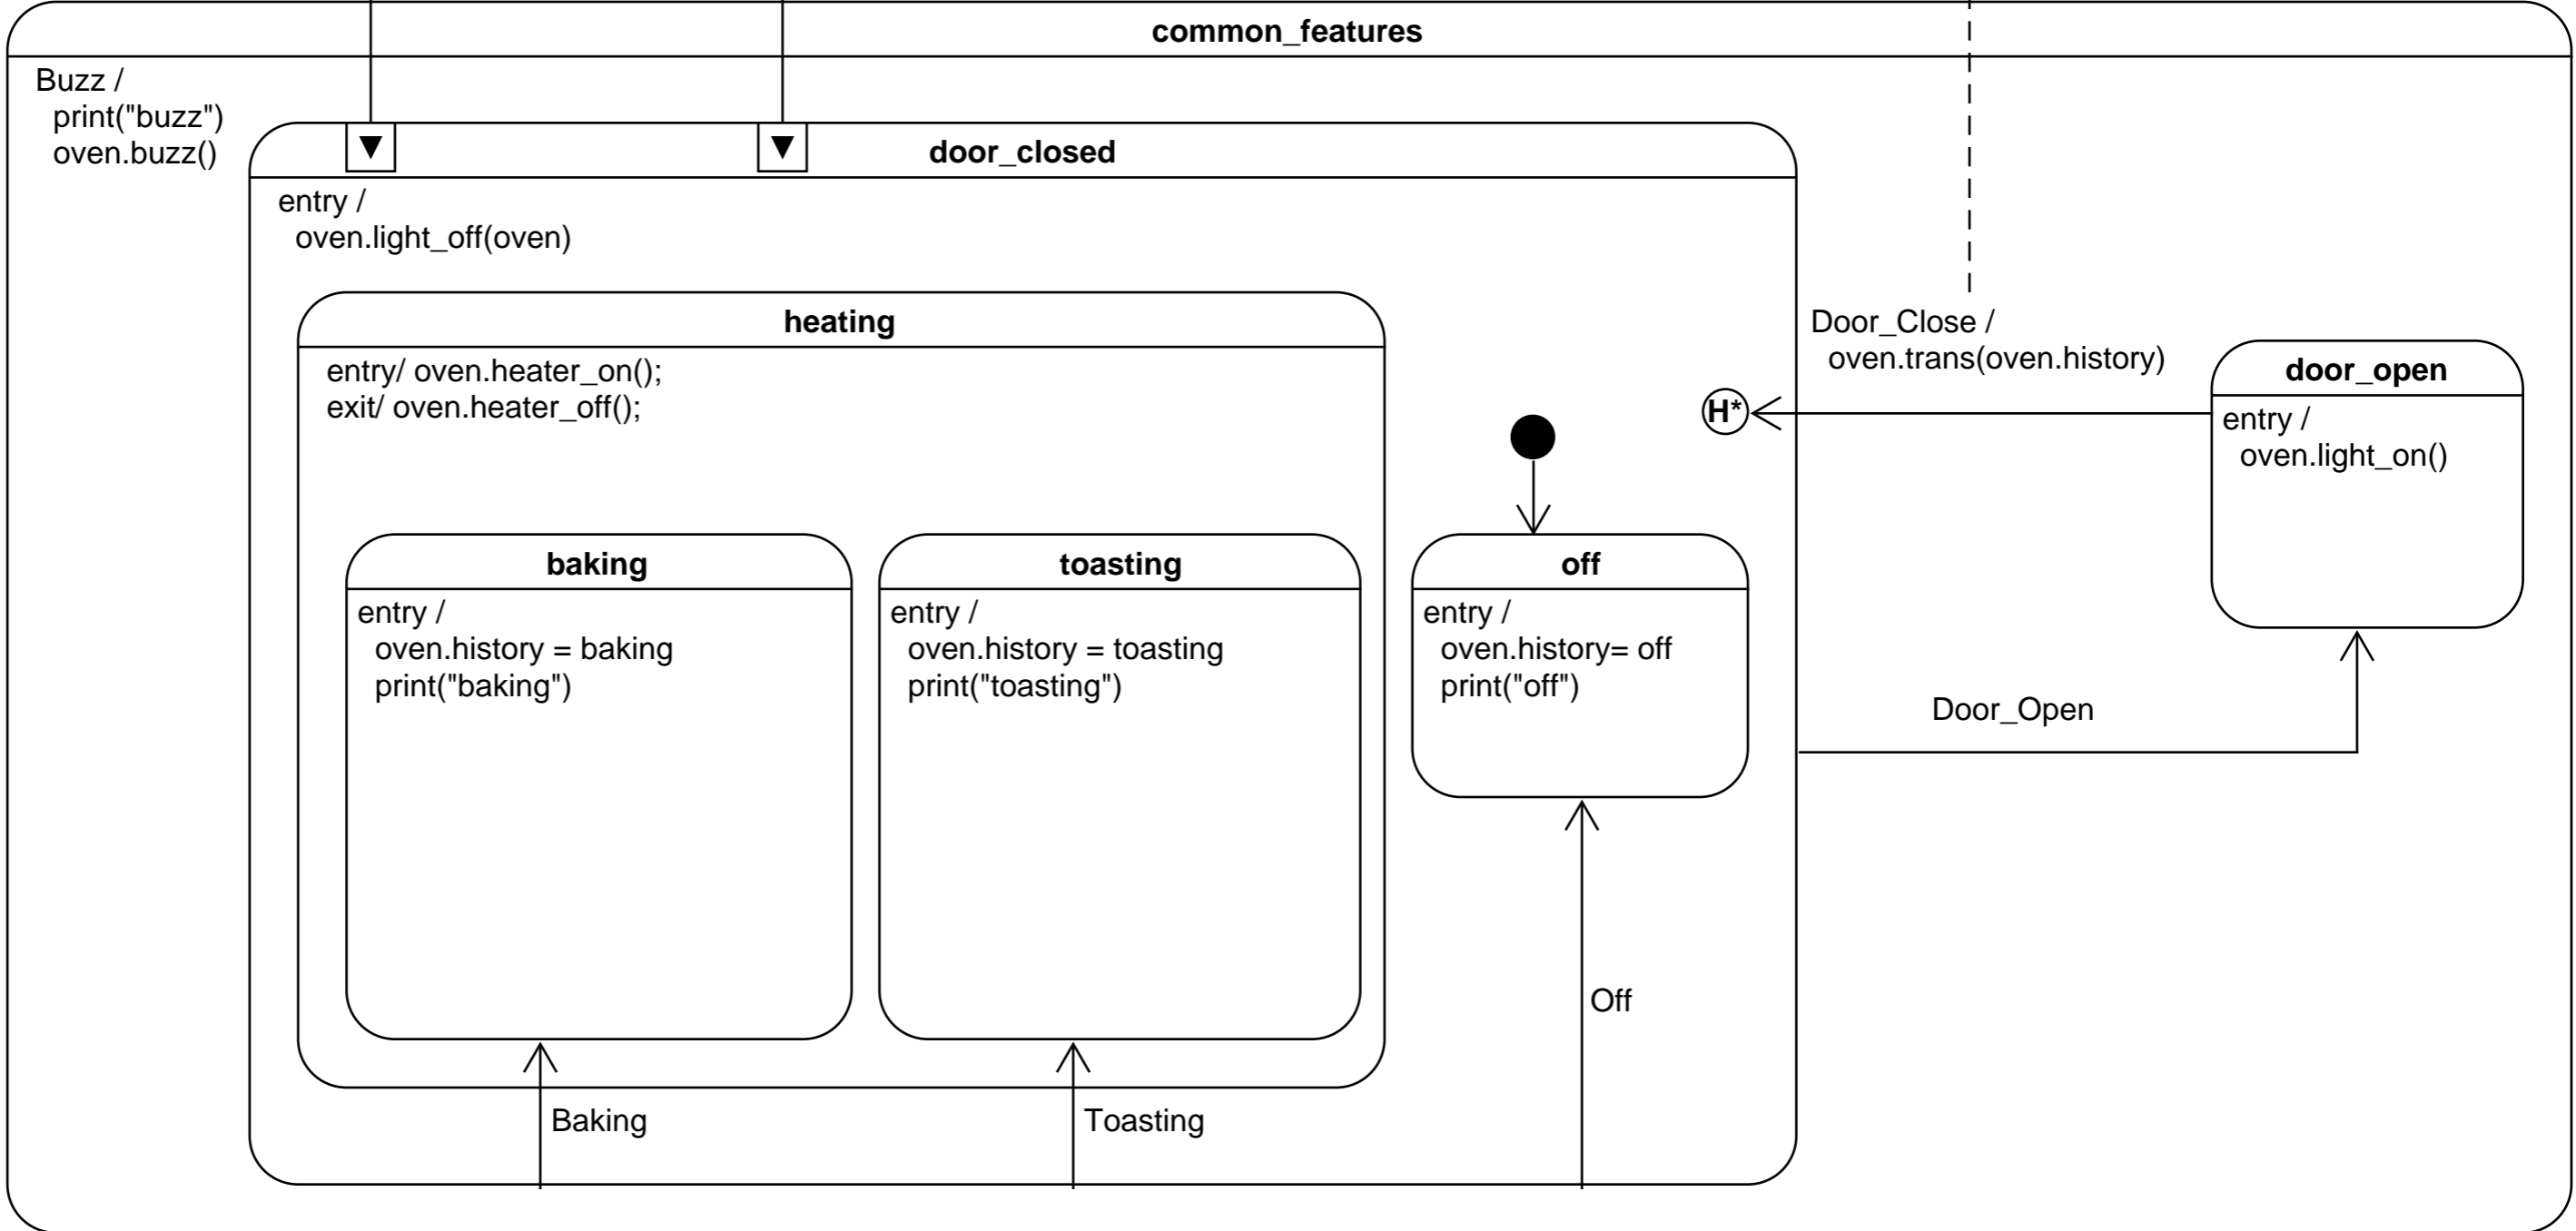 common_features
Buzz /
print("buzz")
oven.buzz()
door_closed
entry /
oven.light_off(oven)
heating
entry/ oven.heater_on();
exit/ oven.heater_off();
baking
entry /
oven.history = baking
print("baking")
toasting
entry /
oven.history = toasting
print("toasting")
off
entry /
oven.history= off
print("off")
H*
Door_Close /
oven.trans(oven.history)
door_open
entry /
oven.light_on()
Door_Open
Off
Baking
Toasting